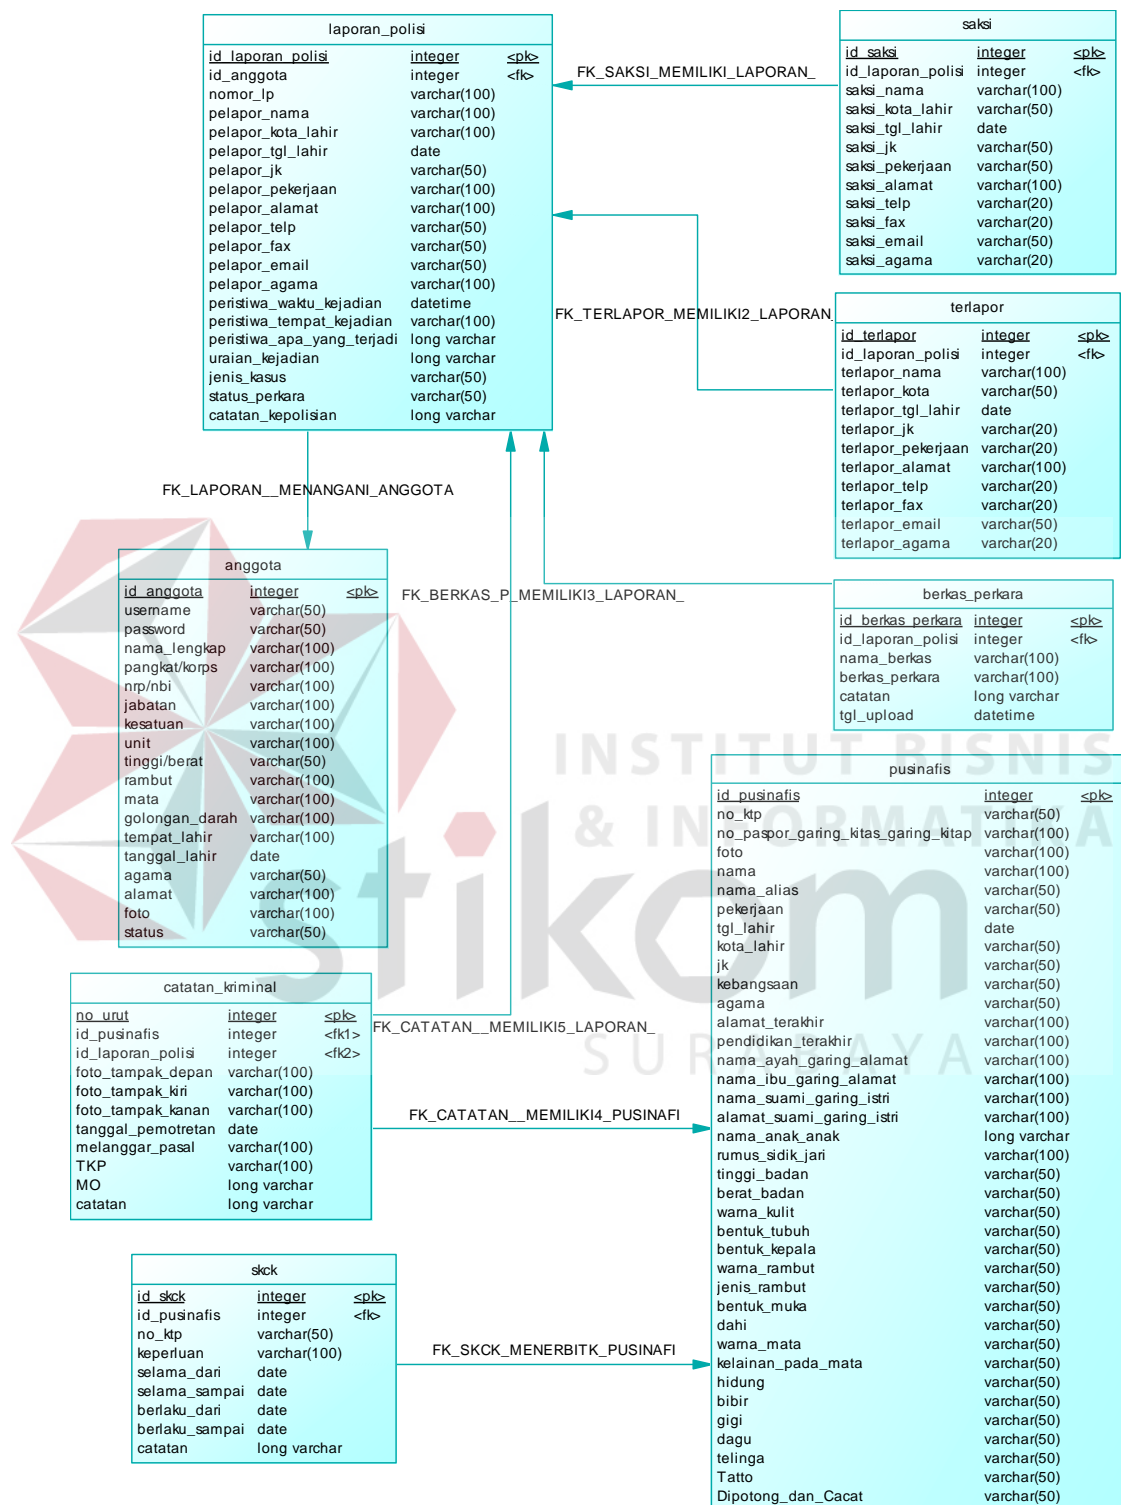 laporan_polisi
id_laporan_polisi integer <pk>
id_anggota integer <fk>
nomor_lp varchar(100)
pelapor_nama varchar(100)
pelapor_kota_lahir varchar(100)
pelapor_tgl_lahir date
pelapor_jk varchar(50)
pelapor_pekerjaan varchar(100)
pelapor_alamat varchar(100)
pelapor_telp varchar(50)
pelapor_fax varchar(50)
pelapor_email varchar(50)
pelapor_agama varchar(100)
peristiwa_waktu_kejadian datetime
peristiwa_tempat_kejadian varchar(100)
peristiwa_apa_yang_terjadi long varchar
uraian_kejadian long varchar
jenis_kasus varchar(50)
status_perkara varchar(50)
catatan_kepolisian long varchar
FK_SAKSI_MEMILIKI_LAPORAN_
saksi
id_saksi integer <pk>
id_laporan_polisi integer <fk>
saksi_nama varchar(100)
saksi_kota_lahir varchar(50)
saksi_tgl_lahir date
saksi_jk varchar(50)
saksi_pekerjaan varchar(50)
saksi_alamat varchar(100)
saksi_telp varchar(20)
saksi_fax varchar(20)
saksi_email varchar(50)
saksi_agama varchar(20)
FK_TERLAPOR_MEMILIKI2_LAPORAN_
terlapor
id_terlapor integer <pk>
id_laporan_polisi integer <fk>
terlapor_nama varchar(100)
terlapor_kota varchar(50)
terlapor_tgl_lahir date
terlapor_jk varchar(20)
terlapor_pekerjaan varchar(20)
terlapor_alamat varchar(100)
terlapor_telp varchar(20)
terlapor_fax varchar(20)
terlapor_email varchar(50)
terlapor_agama varchar(20)
FK_LAPORAN__MENANGANI_ANGGOTA
anggota
id_anggota integer <pk>
username varchar(50)
password varchar(50)
nama_lengkap varchar(100)
pangkat/korps varchar(100)
nrp/nbi varchar(100)
jabatan varchar(100)
kesatuan varchar(100)
unit varchar(100)
tinggi/berat varchar(50)
rambut varchar(100)
mata varchar(100)
golongan_darah varchar(100)
tempat_lahir varchar(100)
tanggal_lahir date
agama varchar(50)
alamat varchar(100)
foto varchar(100)
status varchar(50)
FK_BERKAS_P_MEMILIKI3_LAPORAN_
berkas_perkara
id_berkas_perkara integer <pk>
id_laporan_polisi integer <fk>
nama_berkas varchar(100)
berkas_perkara varchar(100)
catatan long varchar
tgl_upload datetime
INSTITUT BISNIS
& INFORMATIKA
stikom
SURABAYA
pusinafis
id_pusinafis integer <pk>
no_ktp varchar(50)
no_paspor_garing_kitas_garing_kitap varchar(100)
foto varchar(100)
nama varchar(100)
nama_alias varchar(50)
pekerjaan varchar(50)
tgl_lahir date
kota_lahir varchar(50)
jk varchar(50)
kebangsaan varchar(50)
agama varchar(50)
alamat_terakhir varchar(100)
pendidikan_terakhir varchar(100)
nama_ayah_garing_alamat varchar(100)
nama_ibu_garing_alamat varchar(100)
nama_suami_garing_istri varchar(100)
alamat_suami_garing_istri varchar(100)
nama_anak_anak long varchar
rumus_sidik_jari varchar(100)
tinggi_badan varchar(50)
berat_badan varchar(50)
warna_kulit varchar(50)
bentuk_tubuh varchar(50)
bentuk_kepala varchar(50)
warna_rambut varchar(50)
jenis_rambut varchar(50)
bentuk_muka varchar(50)
dahi varchar(50)
warna_mata varchar(50)
kelainan_pada_mata varchar(50)
hidung varchar(50)
bibir varchar(50)
gigi varchar(50)
dagu varchar(50)
telinga varchar(50)
Tatto varchar(50)
Dipotong_dan_Cacat varchar(50)
catatan_kriminal
no_urut integer <pk>
id_pusinafis integer <fk1>
id_laporan_polisi integer <fk2>
foto_tampak_depan varchar(100)
foto_tampak_kiri varchar(100)
foto_tampak_kanan varchar(100)
tanggal_pemotretan date
melanggar_pasal varchar(100)
TKP varchar(100)
MO long varchar
catatan long varchar
FK_CATATAN__MEMILIKI5_LAPORAN_
FK_CATATAN__MEMILIKI4_PUSINAFI
skck
id_skck integer <pk>
id_pusinafis integer <fk>
no_ktp varchar(50)
keperluan varchar(100)
selama_dari date
selama_sampai date
berlaku_dari date
berlaku_sampai date
catatan long varchar
FK_SKCK_MENERBITK_PUSINAFI